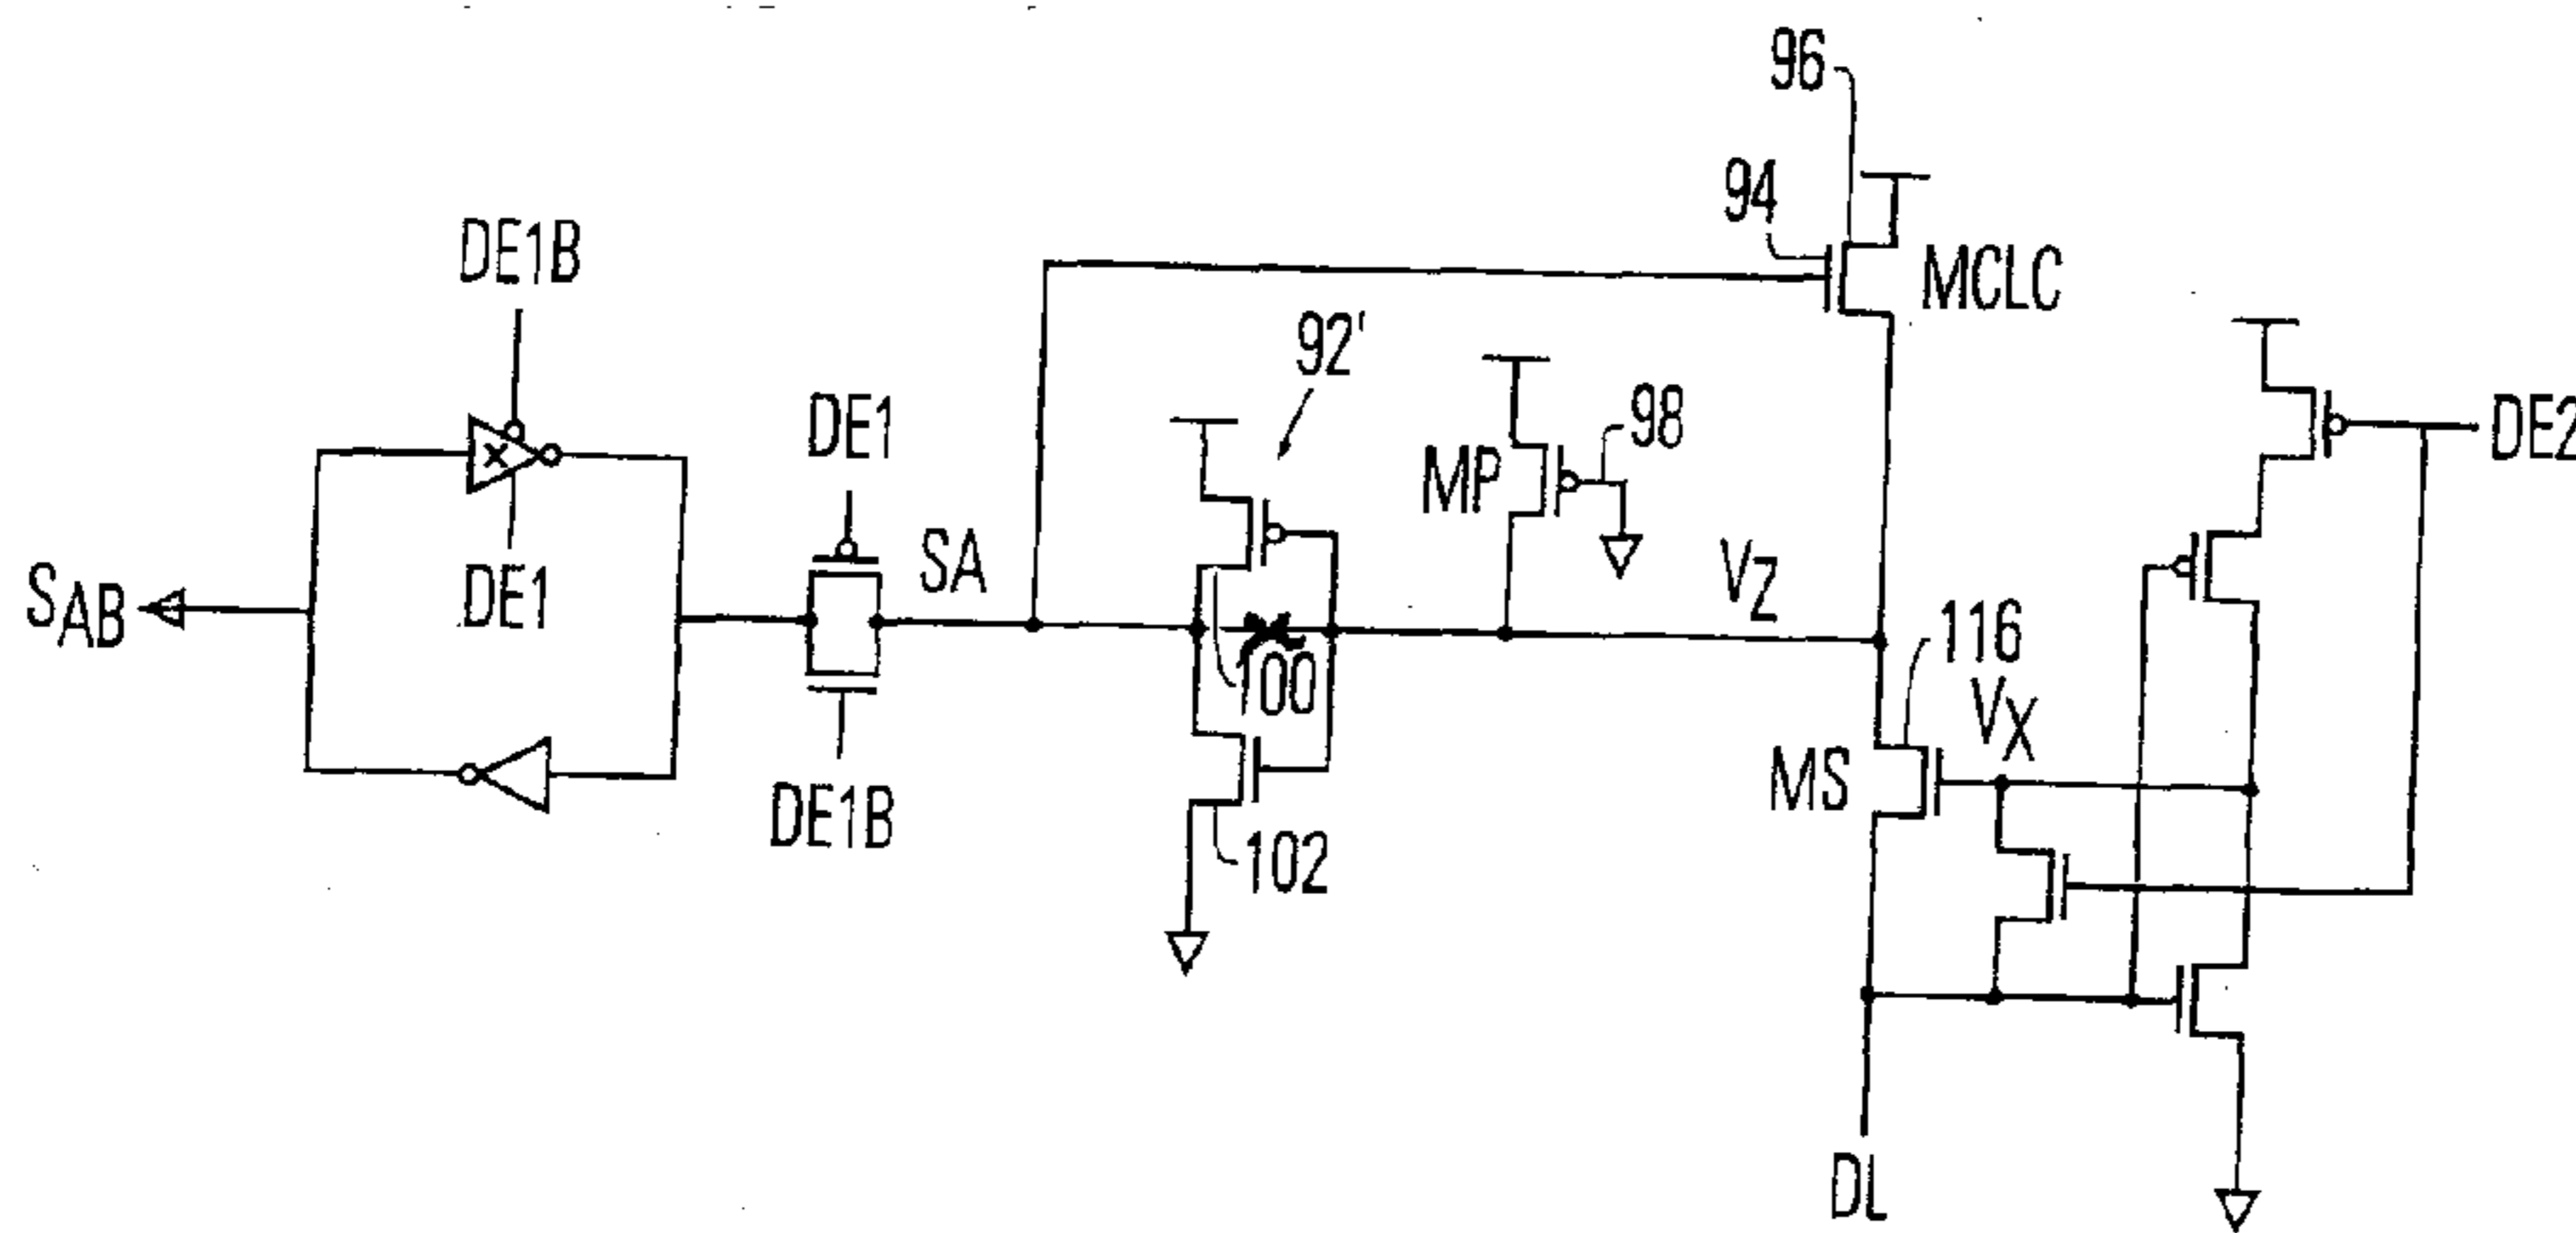 96
94
DE1B
MCLC
92'
DE1
98
DE2
MP
SA
VZ
DE1
SAB
116
100
VX
MS
DE1B
102
DL